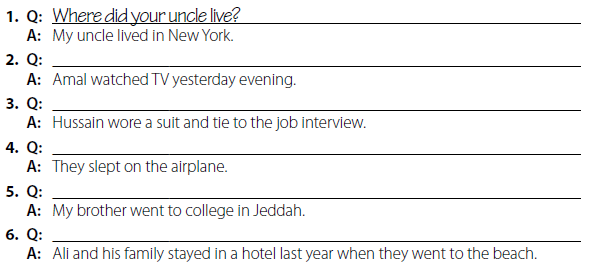 1. Q: Where did your uncle live?
A: My uncle lived in New York.
2. Q:
A: Amal watched TV yesterday evening.
3. Q:
A: Hussain wore a suit and tie to the job interview.
4. Q:
A: They slept on the airplane.
5. Q:
A: My brother went to college in Jeddah.
6. Q:
A: Ali and his family stayed in a hotel last year when they went to the beach.